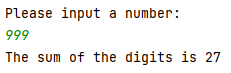 Please input a number:
999
The sum of the digits is 27